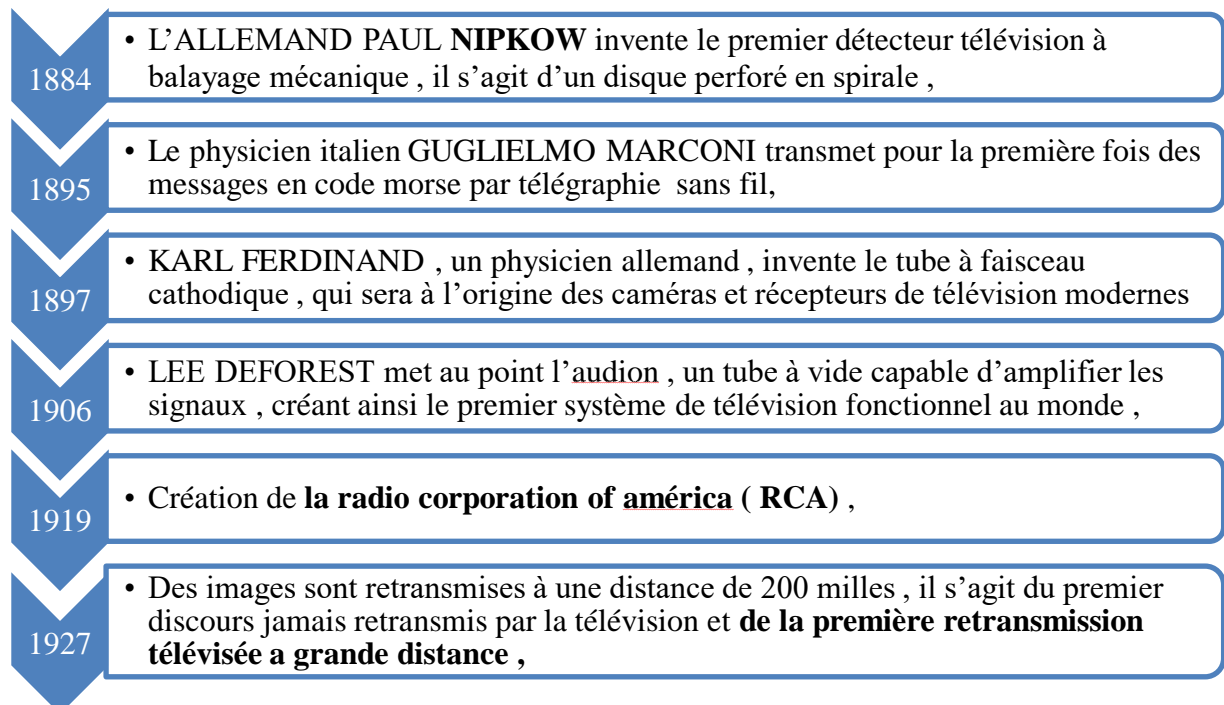 1884
• L’ALLEMAND PAUL NIPKOW invente le premier détecteur télévision à
balayage mécanique , il s’agit d’un disque perforé en spirale ,
1895
• Le physicien italien GUGLIELMO MARCONI transmet pour la première fois des
messages en code morse par télégraphie  sans fil,
1897
• KARL FERDINAND , un physicien allemand , invente le tube à faisceau
cathodique , qui sera à l’origine des caméras et récepteurs de télévision modernes
1906
• LEE DEFOREST met au point l’audion , un tube à vide capable d’amplifier les
signaux , créant ainsi le premier système de télévision fonctionnel au monde ,
1919
• Création de la radio corporation of américa ( RCA) ,
1927
• Des images sont retransmises à une distance de 200 milles , il s’agit du premier
discours jamais retransmis par la télévision et de la première retransmission
télévisée a grande distance ,